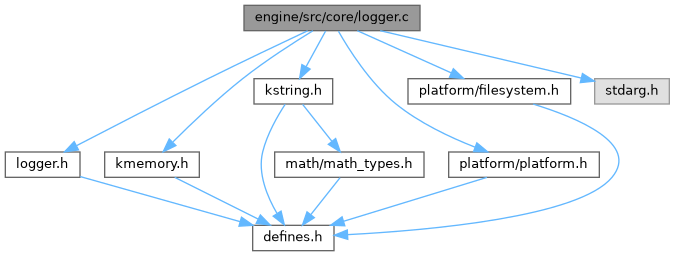 engine/src/core/logger.c
kstring.h
platform/filesystem.h
stdarg.h
logger.h
kmemory.h
math/math_types.h
platform/platform.h
defines.h